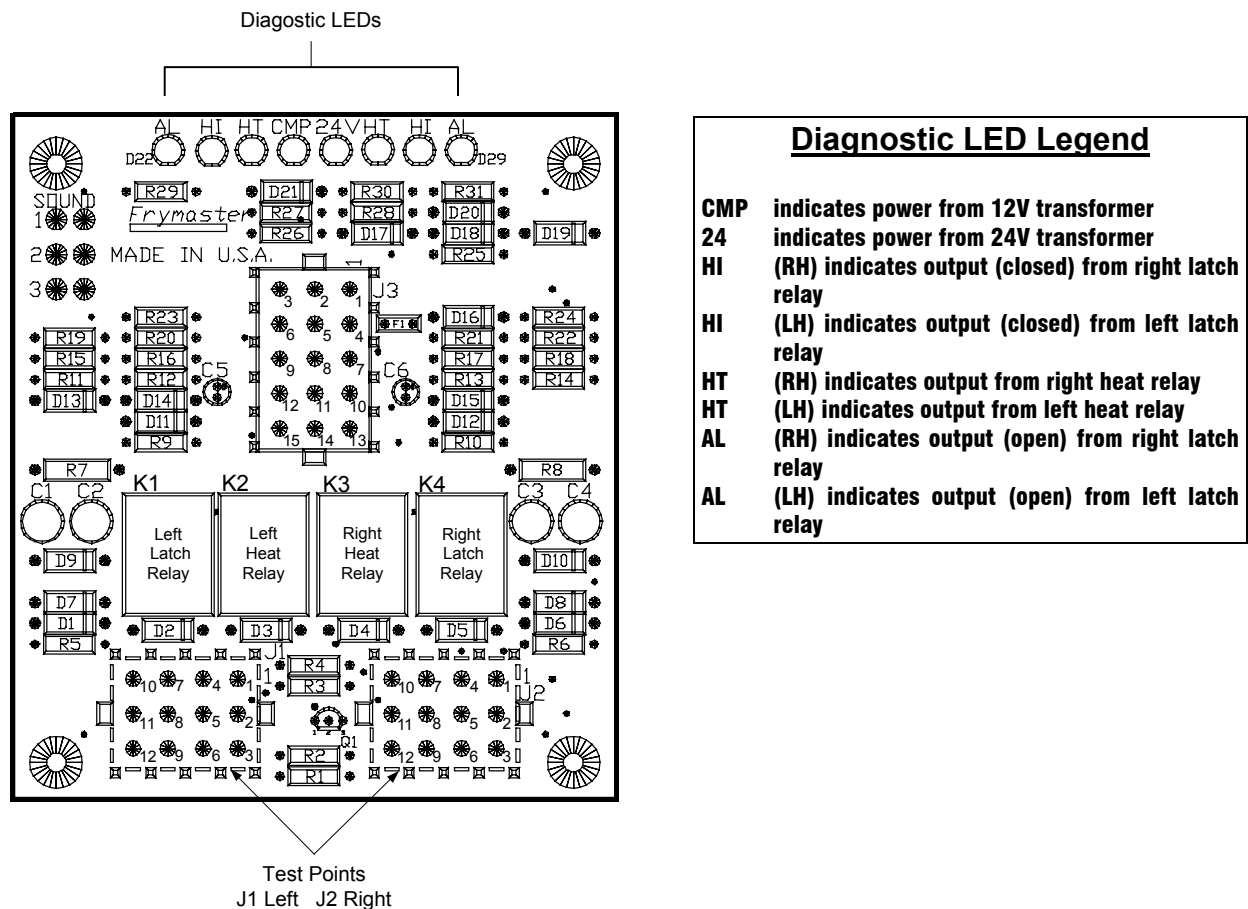 Diagostic LEDs
AL HI HT CMP 24V HT HI AL
D22 D29
R29 D21 R30 R31
SOUND
1
Frymaster
R27 R28 D20
R26 D17 D18 D19
2 MADE IN U.S.A. R25
3
1
J3
3 2 1
R23 F1 D16 R24
6 5 4
R19 R20 R21 R22
R15 R16 R17 R18
9 8 7
R11 R12 C5 C6 R13 R14
D13 D14 D15
12 11 10
D11 D12
R9 15 14 13 R10
R7 R8
C1 C2 K1 K2 K3 K4 C3 C4
Left Latch Relay
Left Heat Relay
Right Heat Relay
Right Latch Relay
D9 D10
D7 D8
D1 D2 D3 D4 D5 D6
R5 J1 R6
R4
10 7 4 1 1 R3 10 7 4 1 1
J2
11 8 5 2 11 8 5 2
1 2 3
Q1
12 9 6 3 R2 12 9 6 3
R1
Test Points
J1 Left J2 Right
Diagnostic LED Legend
CMP indicates power from 12V transformer
24 indicates power from 24V transformer
HI (RH) indicates output (closed) from right latch
relay
HI (LH) indicates output (closed) from left latch
relay
HT (RH) indicates output from right heat relay
HT (LH) indicates output from left heat relay
AL (RH) indicates output (open) from right latch
relay
AL (LH) indicates output (open) from left latch
relay